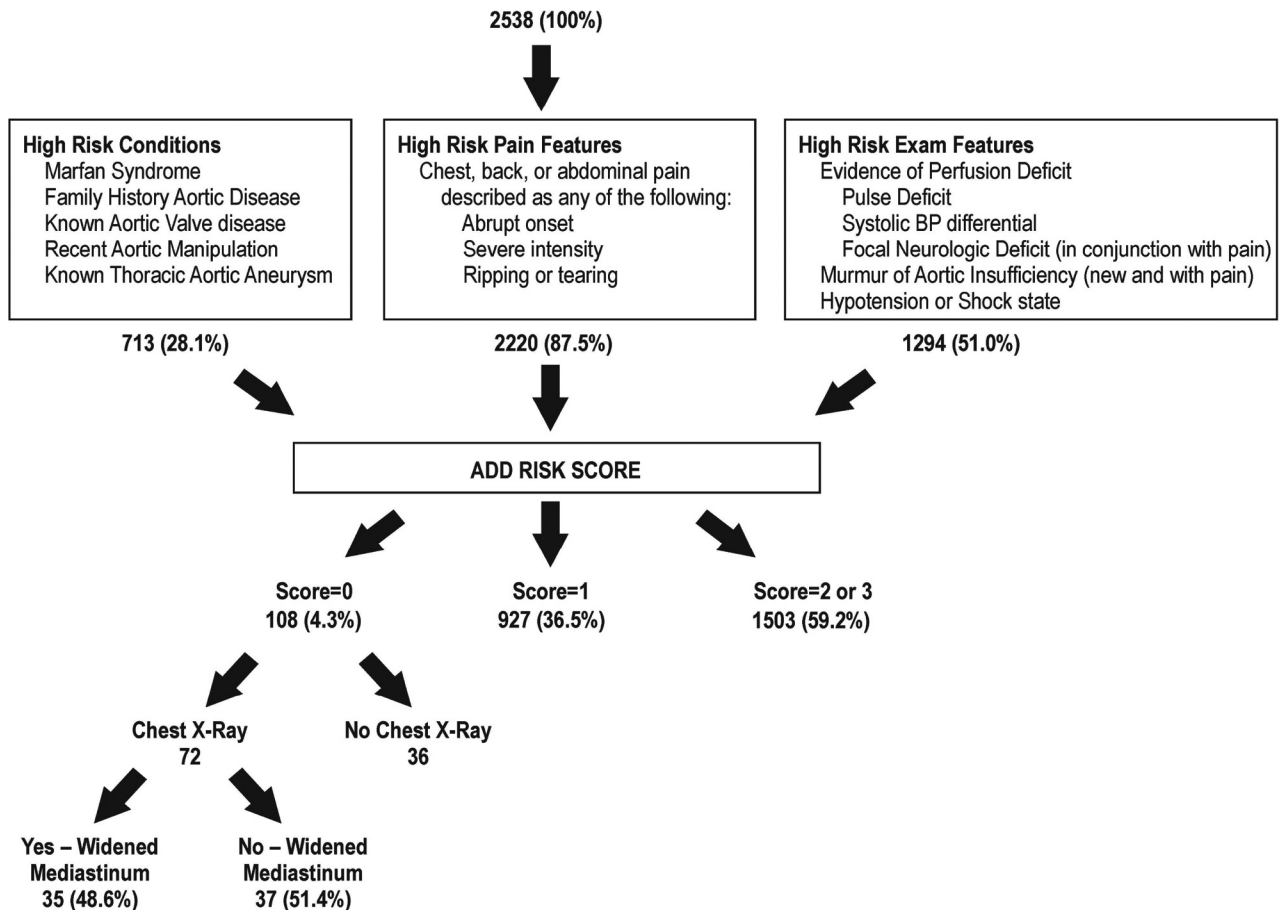 2538 (100%)
High Risk Conditions
Marfan Syndrome
Family History Aortic Disease
Known Aortic Valve disease
Recent Aortic Manipulation
Known Thoracic Aortic Aneurysm
713 (28.1%)
High Risk Pain Features
Chest, back, or abdominal pain
described as any of the following:
Abrupt onset
Severe intensity
Ripping or tearing
2220 (87.5%)
High Risk Exam Features
Evidence of Perfusion Deficit
Pulse Deficit
Systolic BP differential
Focal Neurologic Deficit (in conjunction with pain)
Murmur of Aortic Insufficiency (new and with pain)
Hypotension or Shock state
1294 (51.0%)
ADD RISK SCORE
Score=0
108 (4.3%)
Score=1
927 (36.5%)
Score=2 or 3
1503 (59.2%)
Chest X-Ray
72
No Chest X-Ray
36
Yes – Widened
Mediastinum
35 (48.6%)
No – Widened
Mediastinum
37 (51.4%)